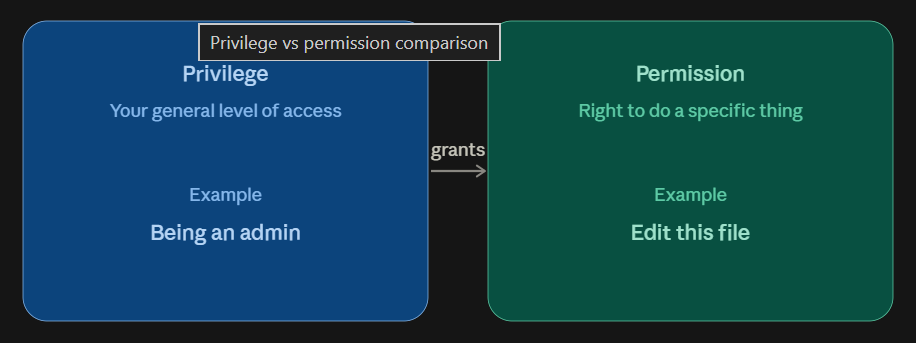 Privilege vs permission comparison
Privilege
Your general level of access
Example
Being an admin
grants
Permission
Right to do a specific thing
Example
Edit this file